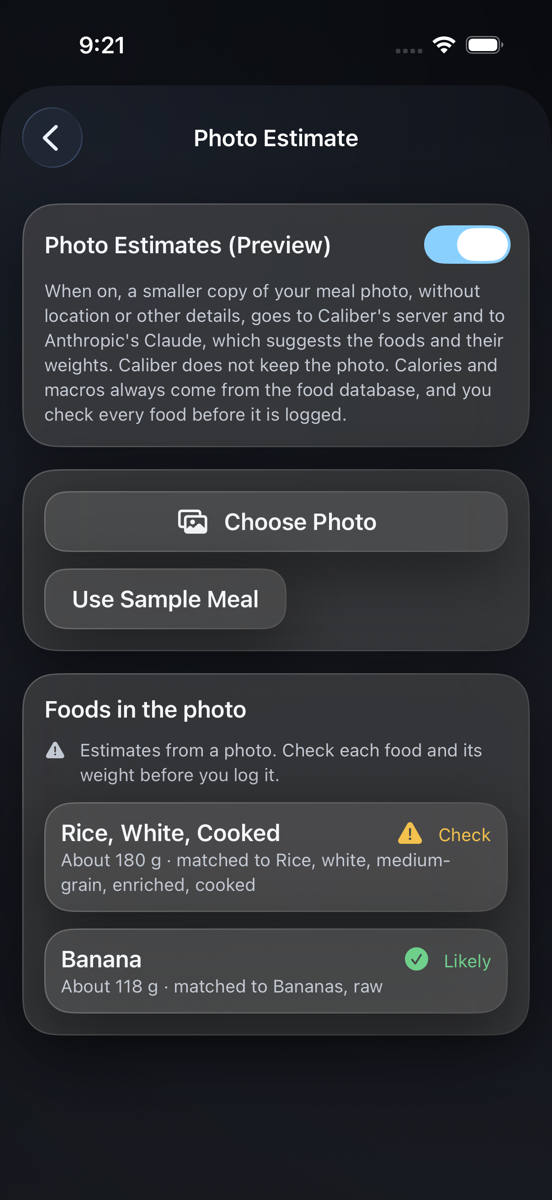 9:21
Photo Estimate
Photo Estimates (Preview)
When on, a smaller copy of your meal photo, without
location or other details, goes to Caliber's server and to
Anthropic's Claude, which suggests the foods and their
weights. Caliber does not keep the photo. Calories and
macros always come from the food database, and you
check every food before it is logged.
Choose Photo
Use Sample Meal
Foods in the photo
Estimates from a photo. Check each food and its
weight before you log it.
Rice, White, Cooked
Check
About 180 g · matched to Rice, white, medium-
grain, enriched, cooked
Banana
Likely
About 118 g · matched to Bananas, raw